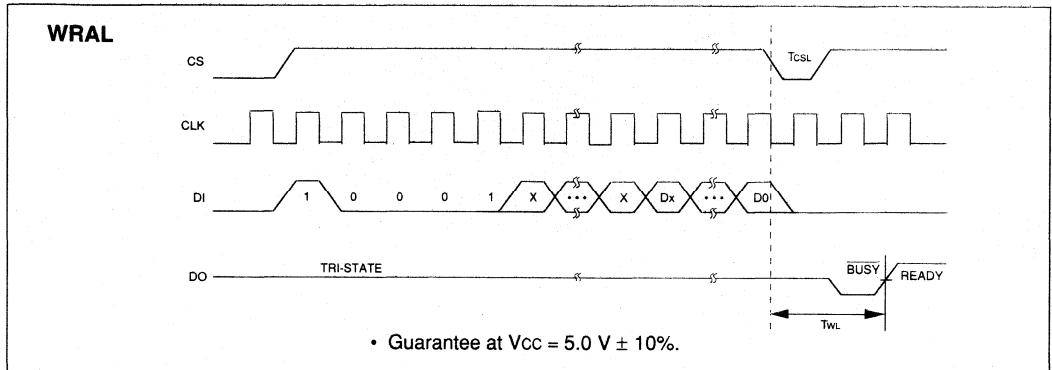 WRAL
CS
TCSL
CLK
DI 1 0 0 0 1 X ••• X Dx ••• D0
DO TRI-STATE BUSY READY
TWL
• Guarantee at Vcc = 5.0 V ± 10%.